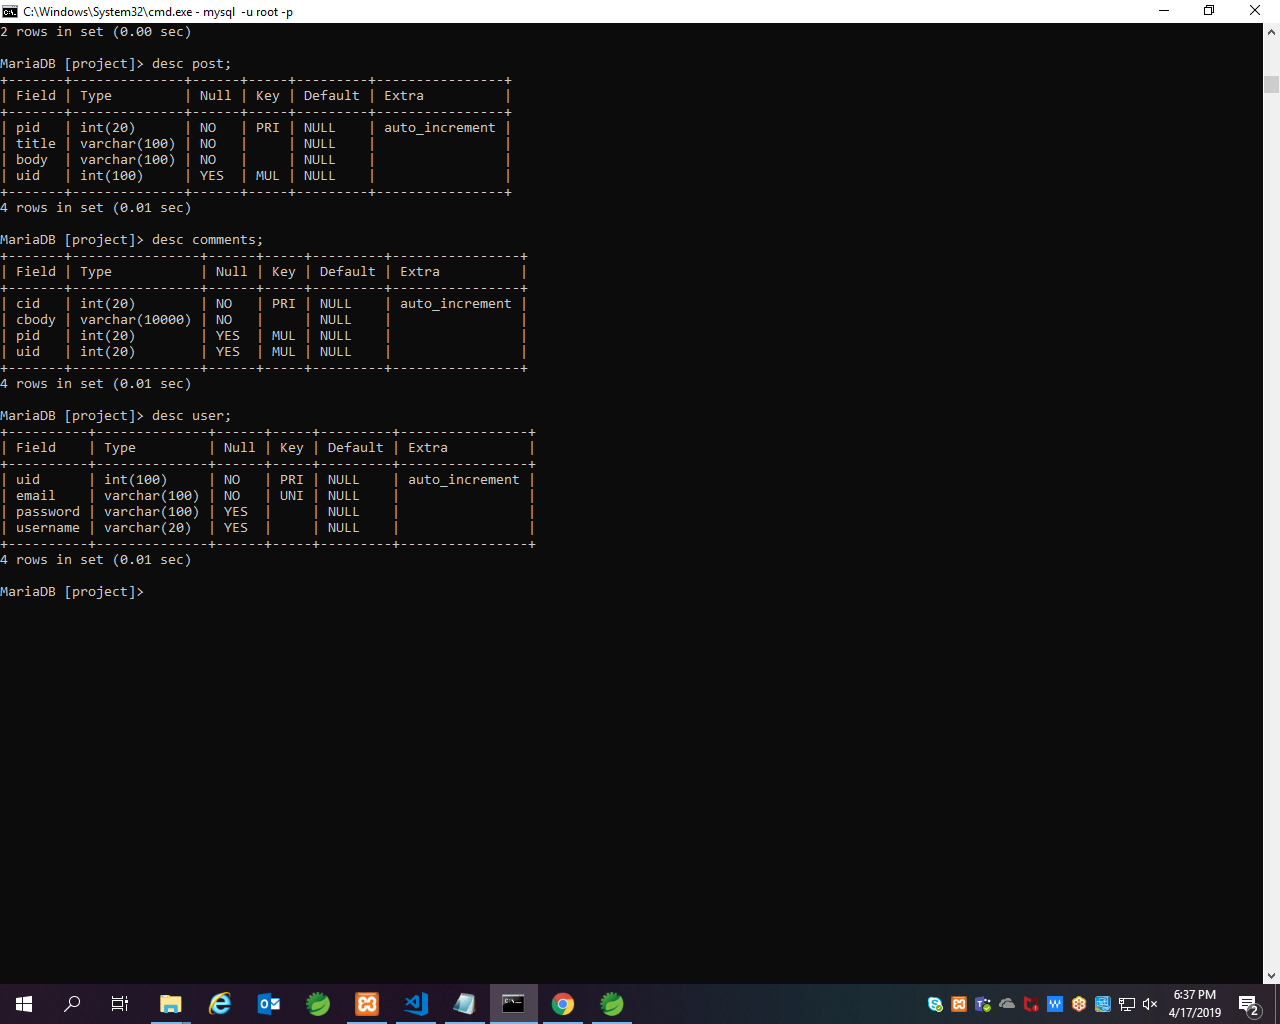 C:\Windows\System32\cmd.exe - mysql  -u root -p
2 rows in set (0.00 sec)

MariaDB [project]> desc post;
+-------+--------------+------+-----+---------+----------------+
| Field | Type         | Null | Key | Default | Extra          |
+-------+--------------+------+-----+---------+----------------+
| pid   | int(20)      | NO   | PRI | NULL    | auto_increment |
| title | varchar(100) | NO   |     | NULL    |                |
| body  | varchar(100) | NO   |     | NULL    |                |
| uid   | int(100)     | YES  | MUL | NULL    |                |
+-------+--------------+------+-----+---------+----------------+
4 rows in set (0.01 sec)

MariaDB [project]> desc comments;
+-------+----------------+------+-----+---------+----------------+
| Field | Type           | Null | Key | Default | Extra          |
+-------+----------------+------+-----+---------+----------------+
| cid   | int(20)        | NO   | PRI | NULL    | auto_increment |
| cbody | varchar(10000) | NO   |     | NULL    |                |
| pid   | int(20)        | YES  | MUL | NULL    |                |
| uid   | int(20)        | YES  | MUL | NULL    |                |
+-------+----------------+------+-----+---------+----------------+
4 rows in set (0.01 sec)

MariaDB [project]> desc user;
+----------+--------------+------+-----+---------+----------------+
| Field    | Type         | Null | Key | Default | Extra          |
+----------+--------------+------+-----+---------+----------------+
| uid      | int(100)     | NO   | PRI | NULL    | auto_increment |
| email    | varchar(100) | NO   | UNI | NULL    |                |
| password | varchar(100) | YES  |     | NULL    |                |
| username | varchar(20)  | YES  |     | NULL    |                |
+----------+--------------+------+-----+---------+----------------+
4 rows in set (0.01 sec)

MariaDB [project]>
6:37 PM
4/17/2019
2